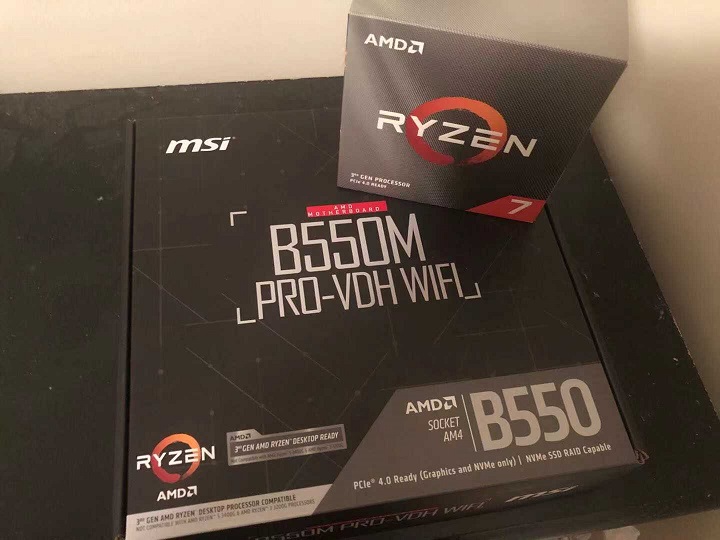 AMD
RYZEN
3RD GEN PROCESSOR
PCIe 4.0 READY
7
msi
AMD
MOTHERBOARD
B550M
PRO-VDH WIFI
AMD
SOCKET
AM4
B550
PCIe® 4.0 Ready (Graphics and NVMe only) | NVMe SSD RAID Capable
AMD
3RD GEN AMD RYZEN™ DESKTOP READY
RYZEN
AMD
3RD GEN AMD RYZEN™ DESKTOP PROCESSOR COMPATIBLE
B550M PRO-VDH WIFI
msi